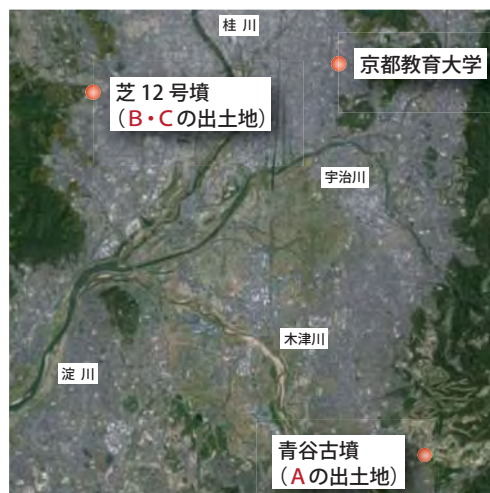 桂 川
京都教育大学
芝 12 号墳
（B・Cの出土地）
宇治川
木津川
淀 川
青谷古墳
（Aの出土地）